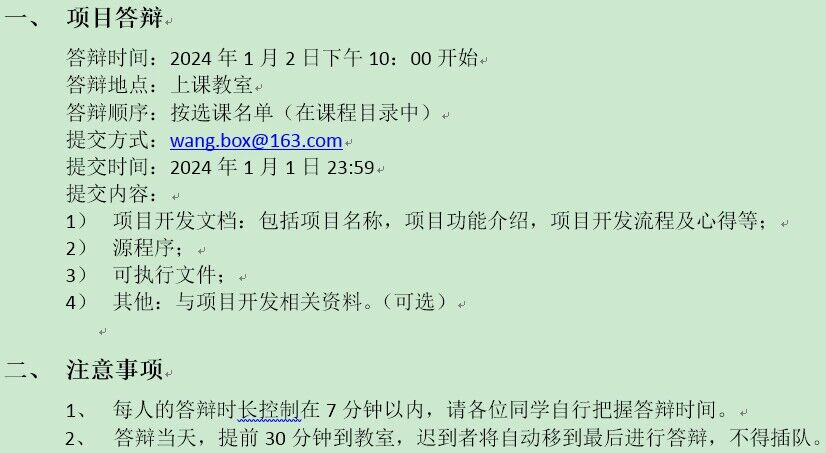 一、 项目答辩
答辩时间：2024 年 1 月 2 日下午 10：00 开始
答辩地点：上课教室
答辩顺序：按选课名单（在课程目录中）
提交方式：wang.box@163.com
提交时间：2024 年 1 月 1 日 23:59
提交内容：
1） 项目开发文档：包括项目名称，项目功能介绍，项目开发流程及心得等；
2） 源程序；
3） 可执行文件；
4） 其他：与项目开发相关资料。（可选）
二、 注意事项
1、 每人的答辩时长控制在 7 分钟以内，请各位同学自行把握答辩时间。
2、 答辩当天，提前 30 分钟到教室，迟到者将自动移到最后进行答辩，不得插队。